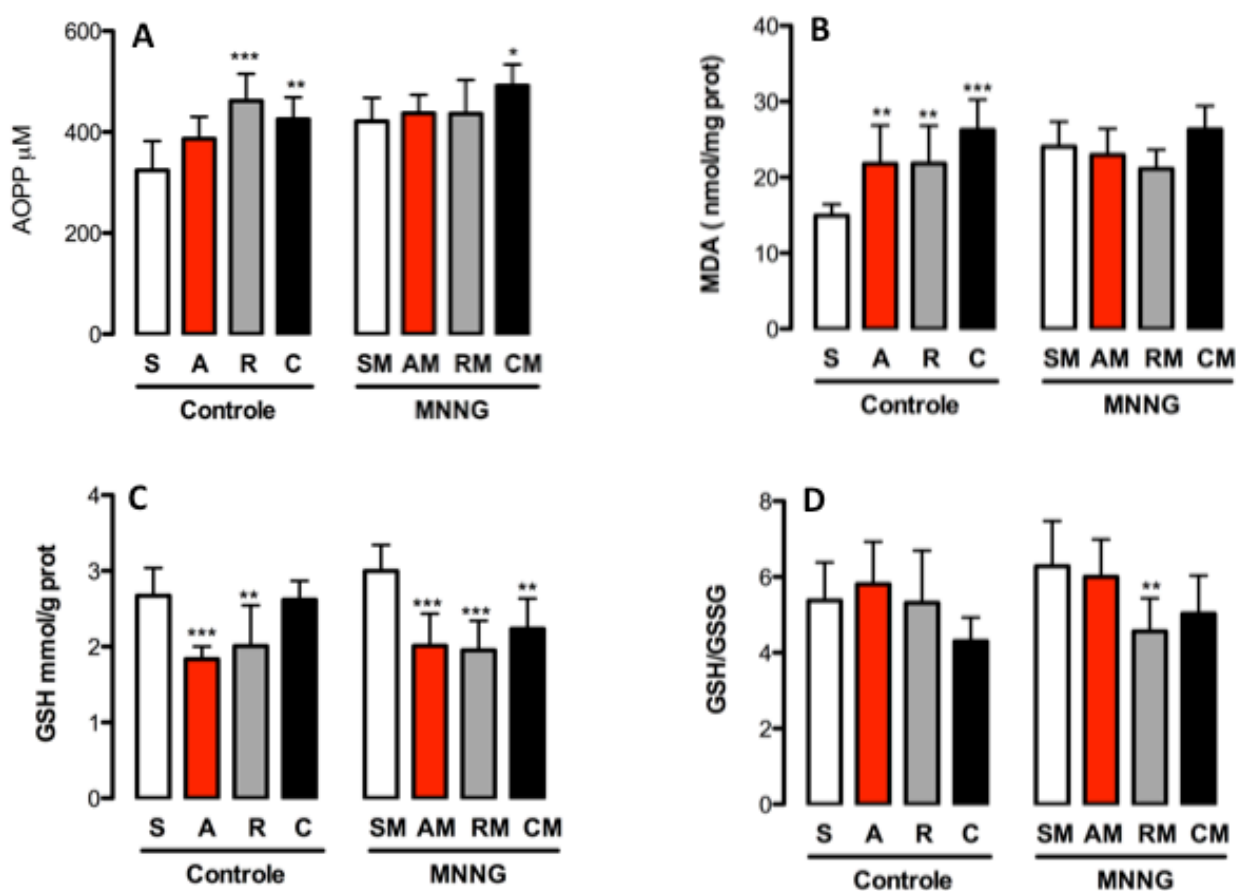 A
AOPP μM
600
400
200
0
***
**
*
S A R C
SM AM RM CM
Controle
MNNG
B
MDA ( nmol/mg prot)
40
30
20
10
0
**
**
***
S A R C
SM AM RM CM
Controle
MNNG
C
GSH mmol/g prot
4
3
2
1
0
***
**
***
***
**
S A R C
SM AM RM CM
Controle
MNNG
D
GSH/GSSG
8
6
4
2
0
**
S A R C
SM AM RM CM
Controle
MNNG